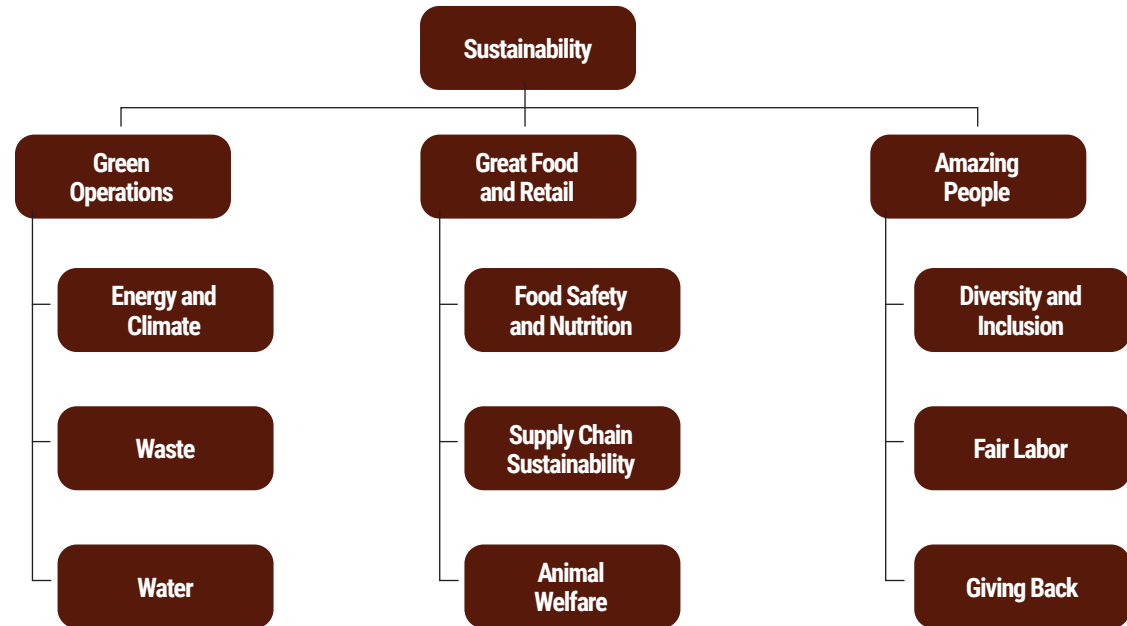 Sustainability
Green
Operations
Great Food
and Retail
Amazing
People
Energy and
Climate
Food Safety
and Nutrition
Diversity and
Inclusion
Waste
Supply Chain
Sustainability
Fair Labor
Water
Animal
Welfare
Giving Back